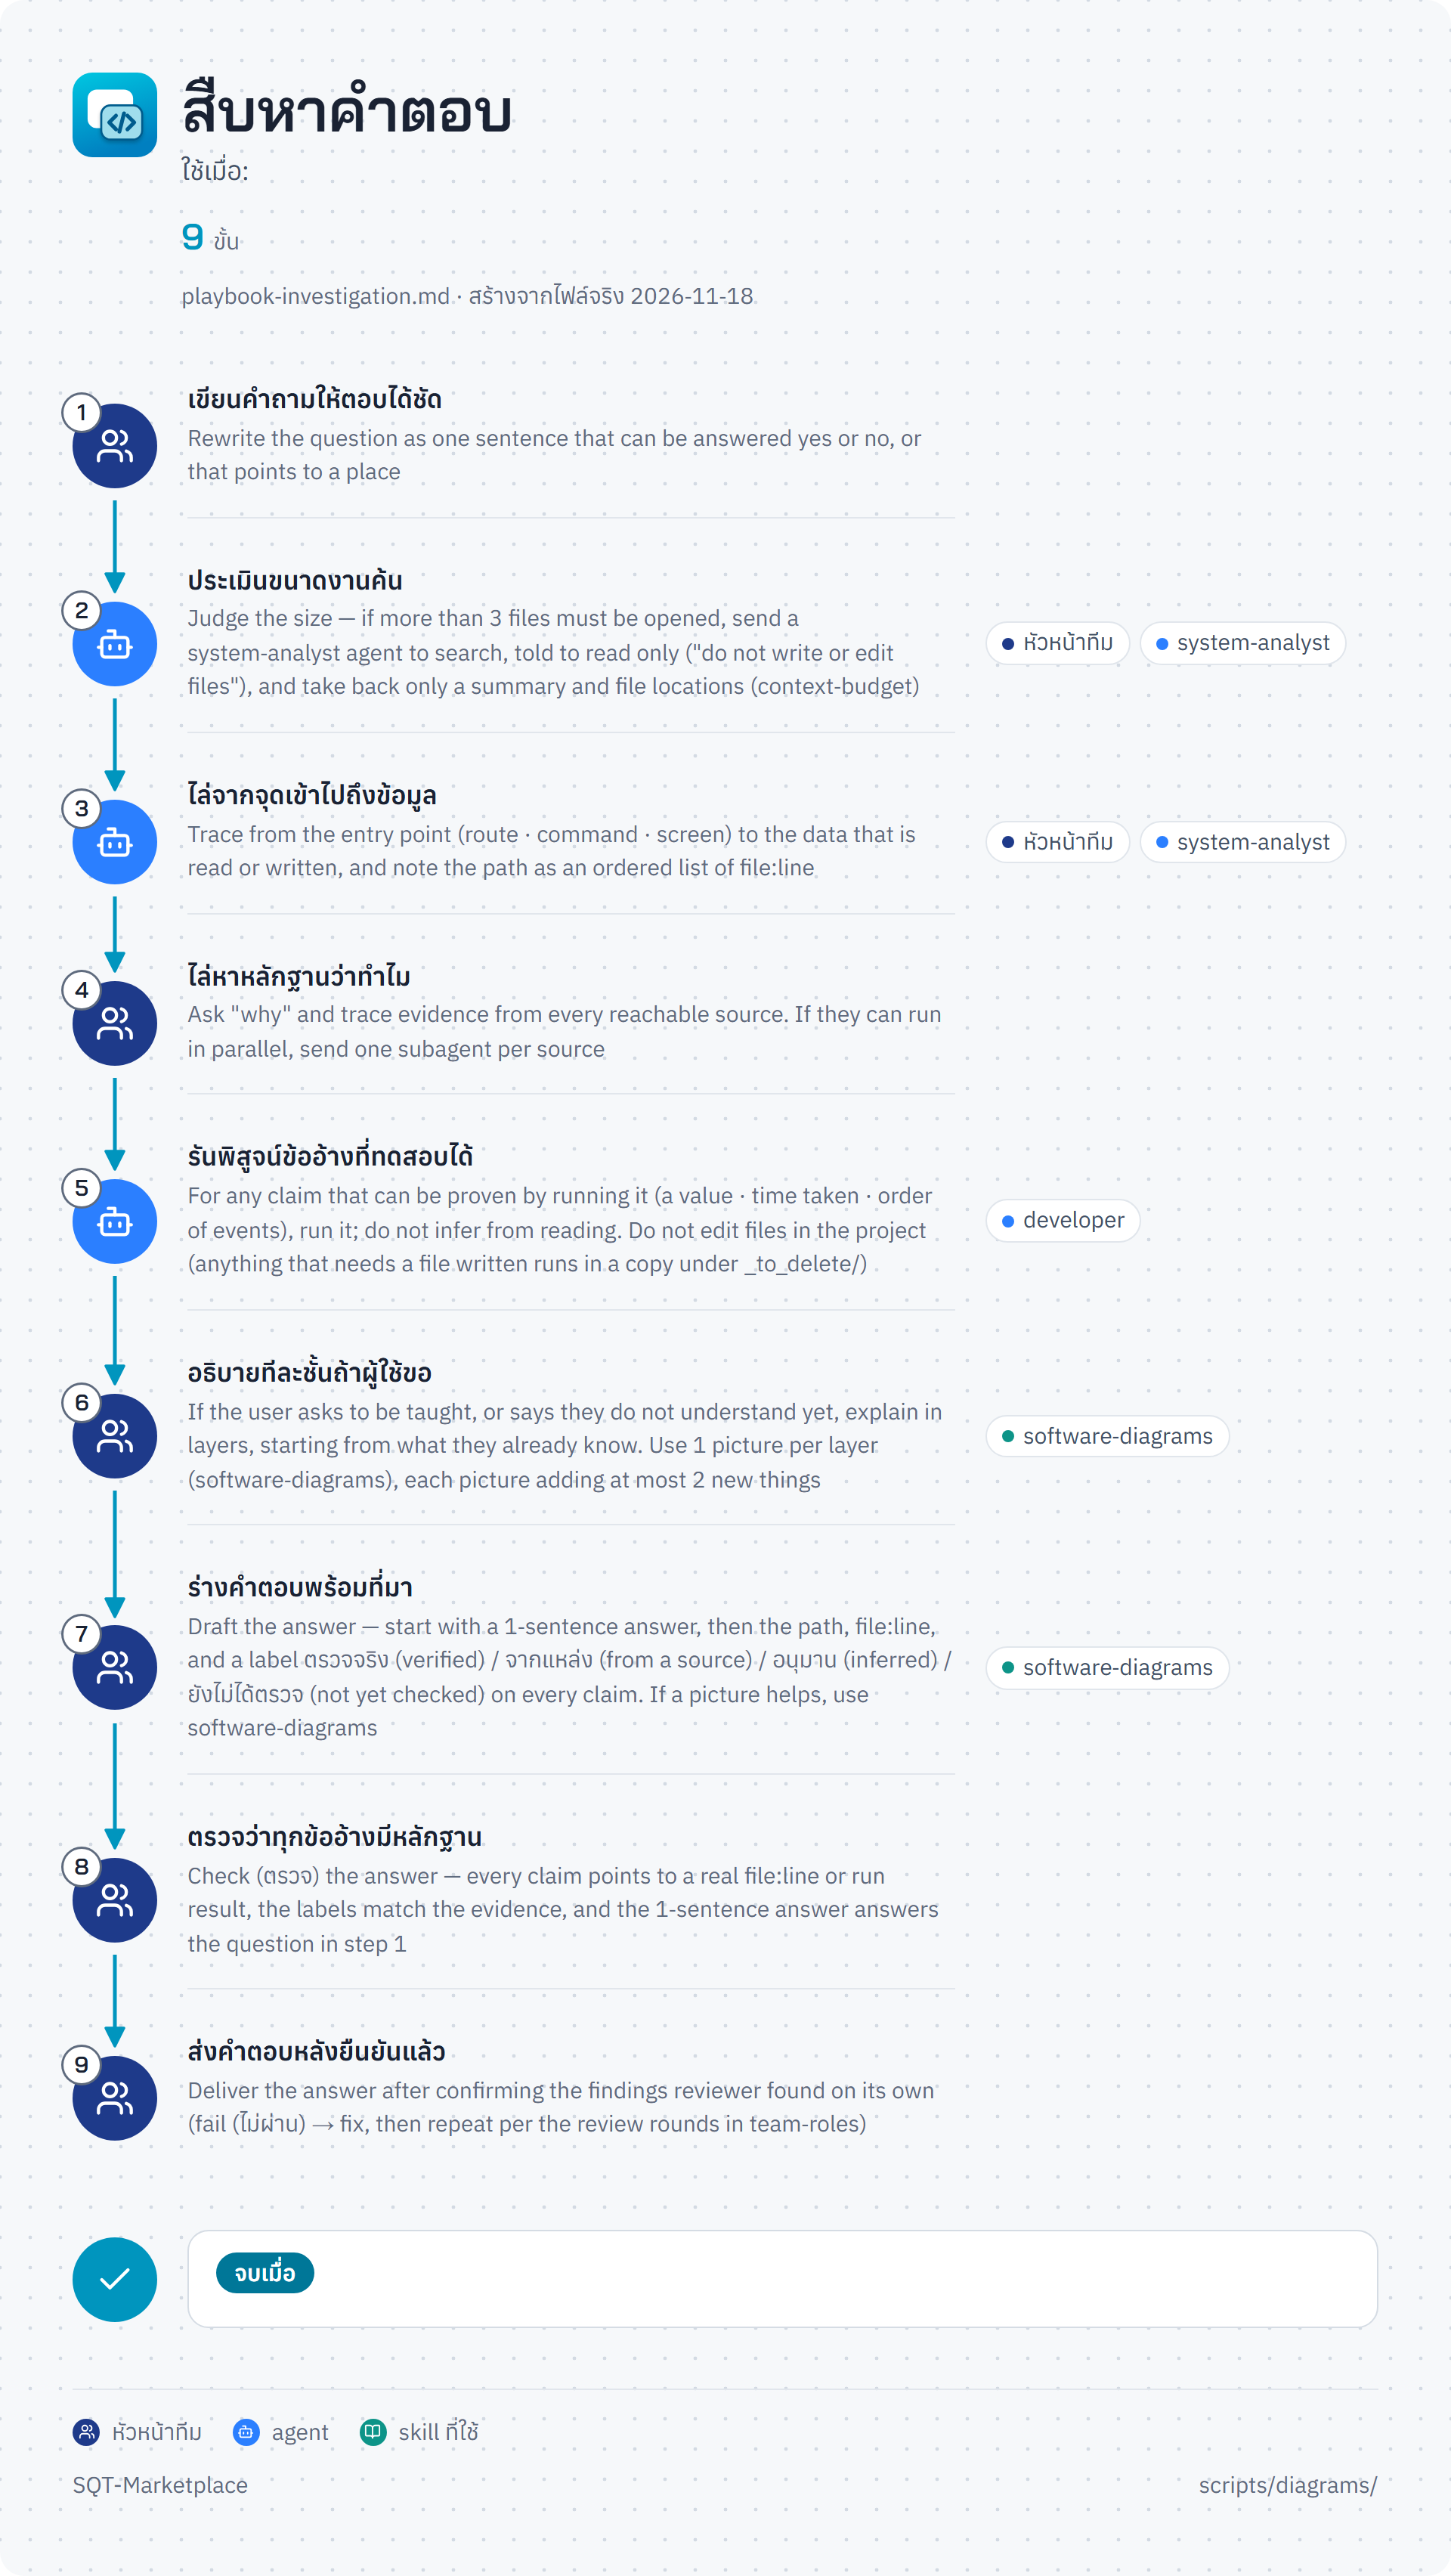 สืบหาคำตอบ
ใช้เมื่อ:
9 ขั้น
playbook-investigation.md · สร้างจากไฟล์จริง 2026-11-18
1
เขียนคำถามให้ตอบได้ชัด
Rewrite the question as one sentence that can be answered yes or no, or
that points to a place
2
ประเมินขนาดงานค้น
Judge the size — if more than 3 files must be opened, send a
system-analyst agent to search, told to read only ("do not write or edit
files"), and take back only a summary and file locations (context-budget)
หัวหน้าทีม
system-analyst
3
ไล่จากจุดเข้าไปถึงข้อมูล
Trace from the entry point (route · command · screen) to the data that is
read or written, and note the path as an ordered list of file:line
หัวหน้าทีม
system-analyst
4
ไล่หาหลักฐานว่าทำไม
Ask "why" and trace evidence from every reachable source. If they can run
in parallel, send one subagent per source
5
รันพิสูจน์ข้ออ้างที่ทดสอบได้
For any claim that can be proven by running it (a value · time taken · order
of events), run it; do not infer from reading. Do not edit files in the project
(anything that needs a file written runs in a copy under _to_delete/)
developer
6
อธิบายทีละชั้นถ้าผู้ใช้ขอ
If the user asks to be taught, or says they do not understand yet, explain in
layers, starting from what they already know. Use 1 picture per layer
(software-diagrams), each picture adding at most 2 new things
software-diagrams
7
ร่างคำตอบพร้อมที่มา
Draft the answer — start with a 1-sentence answer, then the path, file:line,
and a label ตรวจจริง (verified) / จากแหล่ง (from a source) / อนุมาน (inferred) /
ยังไม่ได้ตรวจ (not yet checked) on every claim. If a picture helps, use
software-diagrams
software-diagrams
8
ตรวจว่าทุกข้ออ้างมีหลักฐาน
Check (ตรวจ) the answer — every claim points to a real file:line or run
result, the labels match the evidence, and the 1-sentence answer answers
the question in step 1
9
ส่งคำตอบหลังยืนยันแล้ว
Deliver the answer after confirming the findings reviewer found on its own
(fail (ไม่ผ่าน) → fix, then repeat per the review rounds in team-roles)
จบเมื่อ
หัวหน้าทีม
agent
skill ที่ใช้
SQT-Marketplace
scripts/diagrams/